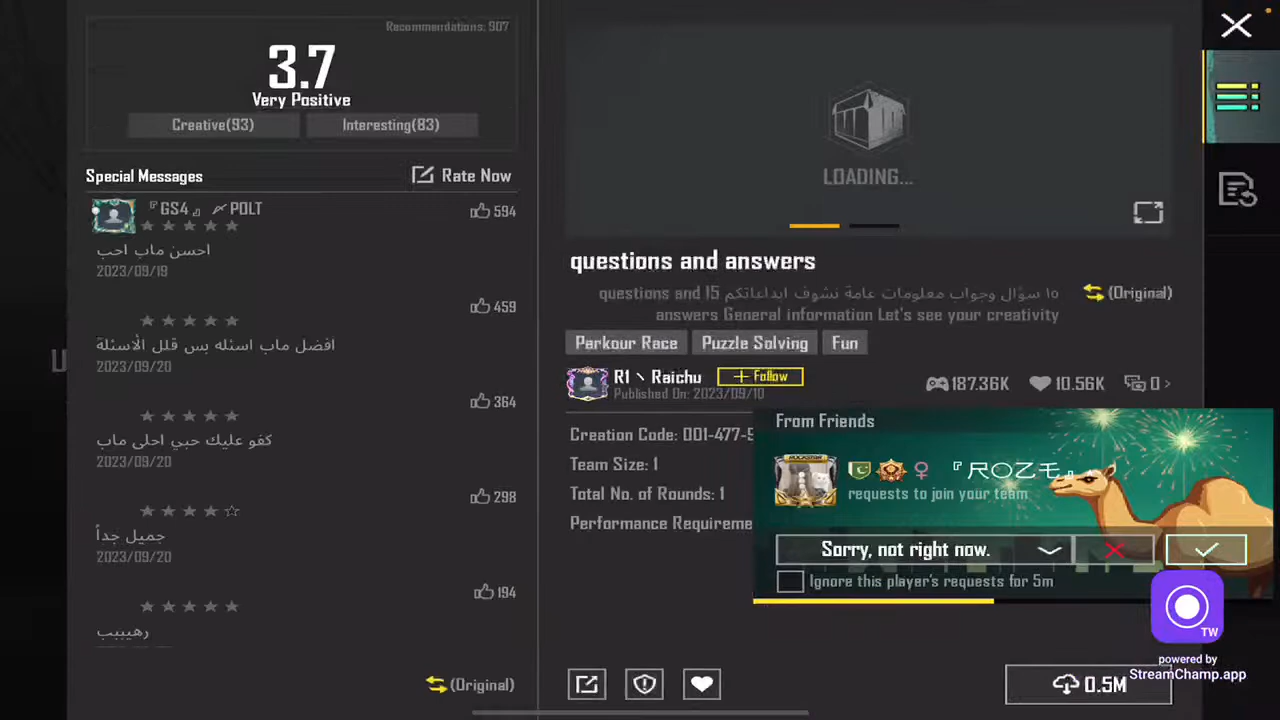 Recommendations: 907
3.7
Very Positive
Creative(93)
Interesting(83)
Special Messages
Rate Now
『GS4』 POLT
594
احسن ماب احب
2023/09/19
459
افضل ماب اسئله بس قلل الأسئلة
2023/09/20
364
كفو عليك حبي احلى ماب
2023/09/20
298
جميل جداً
2023/09/20
194
رهيييب
(Original)
LOADING...
questions and answers
١٥ سؤال وجواب معلومات عامة نشوف ابداعاتكم questions and 15
answers General information Let's see your creativity
(Original)
Parkour Race
Puzzle Solving
Fun
R1丶Raichu
+ Follow
Published On: 2023/09/10
187.36K
10.56K
0 >
Creation Code: 001-477-
Team Size: 1
Total No. of Rounds: 1
Performance Requireme
From Friends
『ROZモ』
requests to join your team
Sorry, not right now.
Ignore this player's requests for 5m
TW
powered by
StreamChamp.app
0.5M